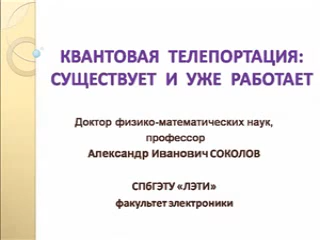 КВАНТОВАЯ ТЕЛЕПОРТАЦИЯ:
СУЩЕСТВУЕТ И УЖЕ РАБОТАЕТ
Доктор физико-математических наук,
профессор
Александр Иванович СОКОЛОВ
СПбГЭТУ «ЛЭТИ»
факультет электроники